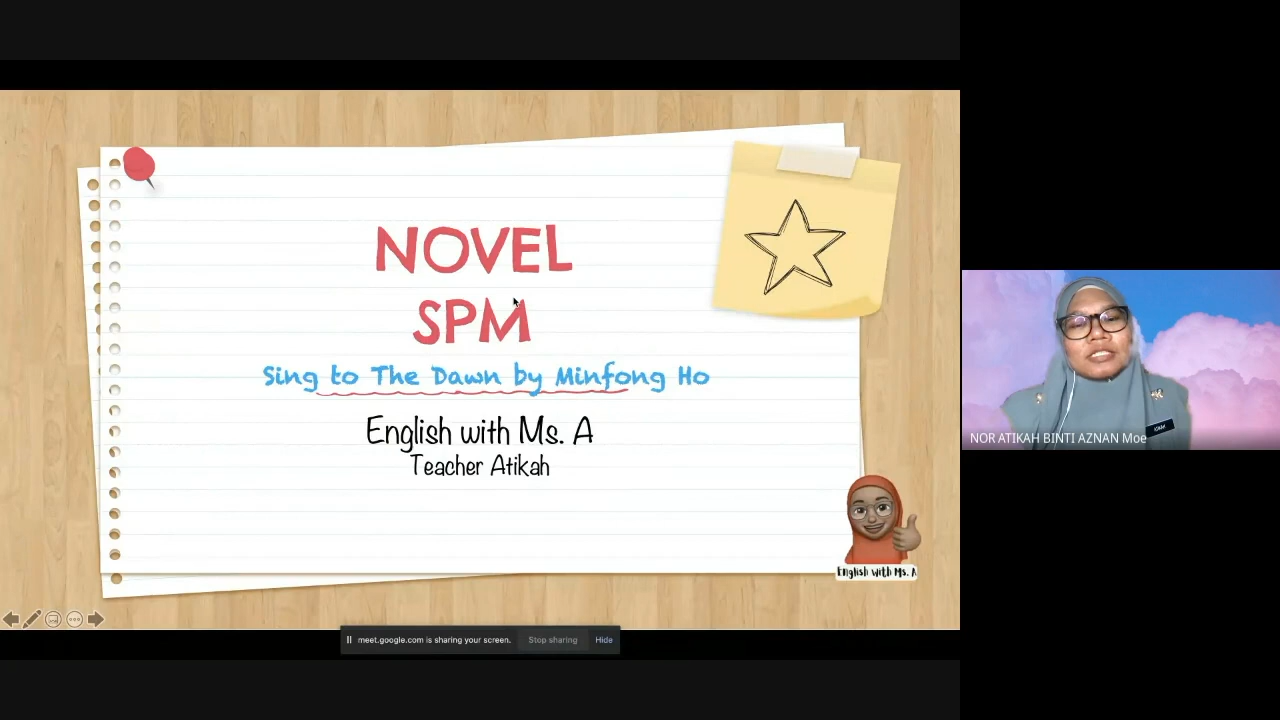 NOVEL
SPM
Sing to The Dawn by Minfong Ho
English with Ms. A
Teacher Atikah
English with Ms. A
meet.google.com is sharing your screen. Stop sharing Hide
NOR ATIKAH BINTI AZNAN Moe